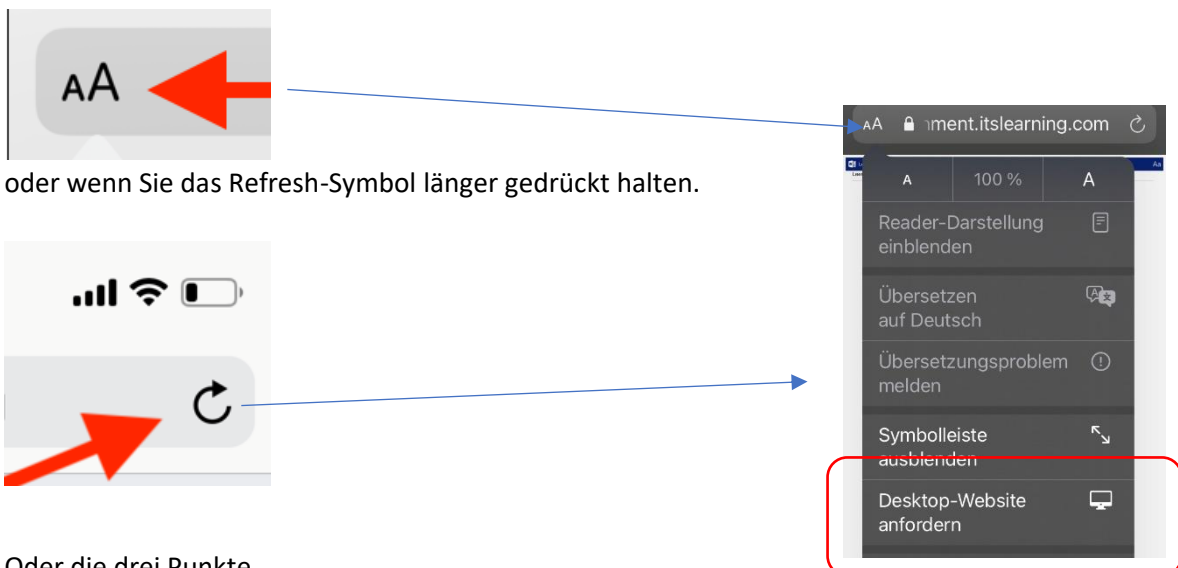 AA
oder wenn Sie das Refresh-Symbol länger gedrückt halten.
AA
ment.itslearning.com
Aa
A 100 % A
Reader-Darstellung
einblenden
Übersetzen
auf Deutsch
Übersetzungsproblem
melden
Symbolleiste
ausblenden
Desktop-Website
anfordern
Oder die drei Punkte